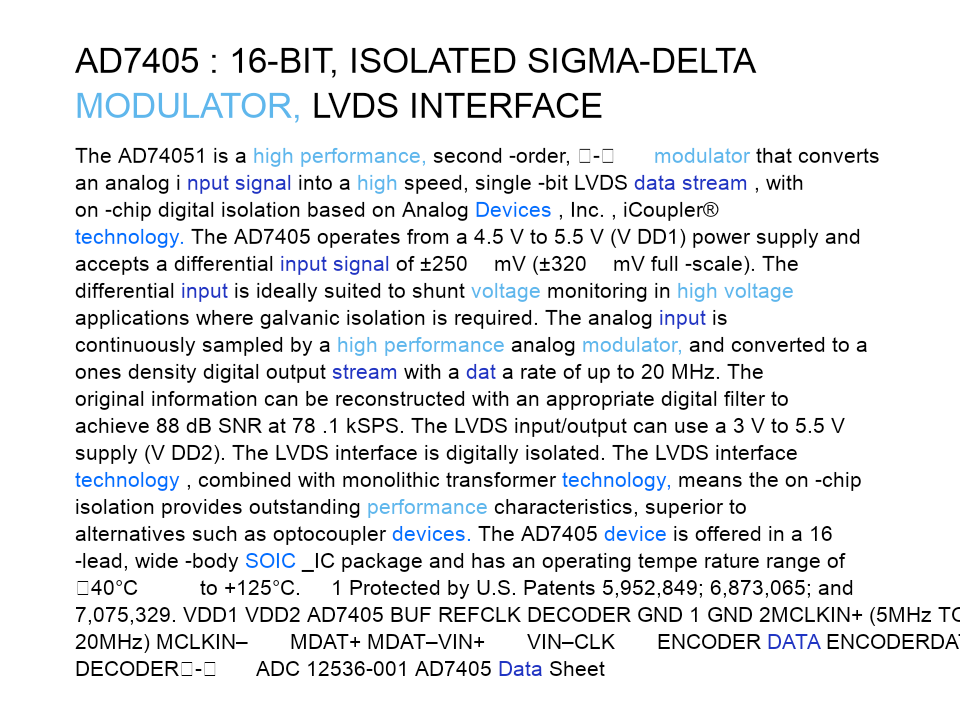 AD7405 : 16-BIT, ISOLATED SIGMA-DELTA
MODULATOR, LVDS INTERFACE
The AD74051 is a high performance, second -order, □-□ modulator that converts
an analog i nput signal into a high speed, single -bit LVDS data stream , with
on -chip digital isolation based on Analog Devices , Inc. , iCoupler®
technology. The AD7405 operates from a 4.5 V to 5.5 V (V DD1) power supply and
accepts a differential input signal of ±250 mV (±320 mV full -scale). The
differential input is ideally suited to shunt voltage monitoring in high voltage
applications where galvanic isolation is required. The analog input is
continuously sampled by a high performance analog modulator, and converted to a
ones density digital output stream with a dat a rate of up to 20 MHz. The
original information can be reconstructed with an appropriate digital filter to
achieve 88 dB SNR at 78 .1 kSPS. The LVDS input/output can use a 3 V to 5.5 V
supply (V DD2). The LVDS interface is digitally isolated. The LVDS interface
technology , combined with monolithic transformer technology, means the on -chip
isolation provides outstanding performance characteristics, superior to
alternatives such as optocoupler devices. The AD7405 device is offered in a 16
-lead, wide -body SOIC _IC package and has an operating tempe rature range of
□40°C to +125°C. 1 Protected by U.S. Patents 5,952,849; 6,873,065; and
7,075,329. VDD1 VDD2 AD7405 BUF REFCLK DECODER GND 1 GND 2MCLKIN+ (5MHz TO
20MHz) MCLKIN– MDAT+ MDAT–VIN+ VIN–CLK ENCODER DATA ENCODERDAT
DECODER□-□ ADC 12536-001 AD7405 Data Sheet